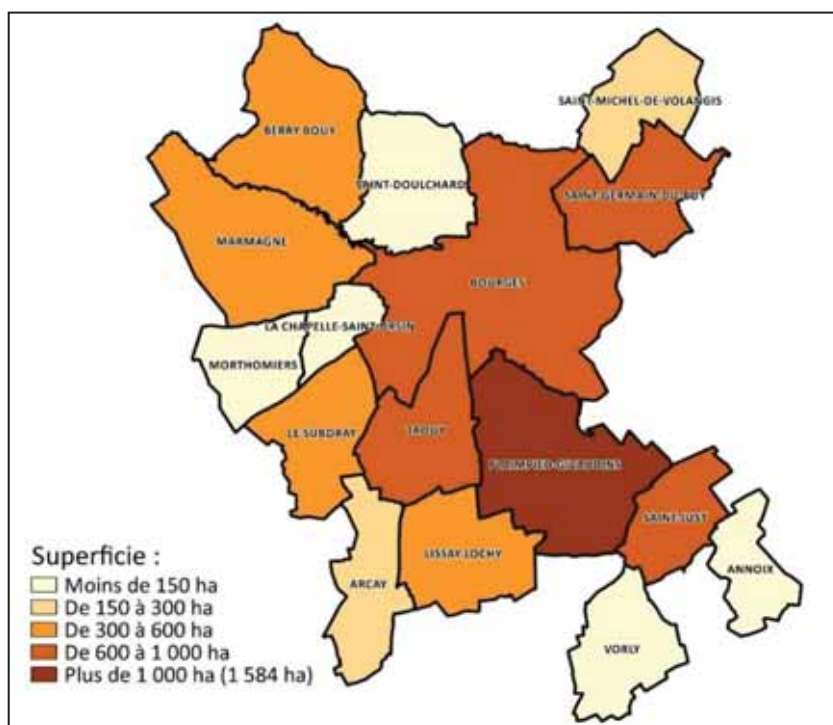 SAINT-MICHEL-DE-VOLANGIS
BERRY BOUY
SAINT-DOULCHARD
SAINT-GERMAIN-DU-PUY
MARMAGNE
BOURGES
LA CHAPELLE-SAINT-URSIN
MORTHOMIERS
LE SUBDRAY
TROUY
PLAIMPIED-GIVAUDINS
SAINT-JUST
LISSAY-LOCHY
ANNOIX
ARCAY
VORLY
Superficie :
Moins de 150 ha
De 150 à 300 ha
De 300 à 600 ha
De 600 à 1 000 ha
Plus de 1 000 ha (1 584 ha)